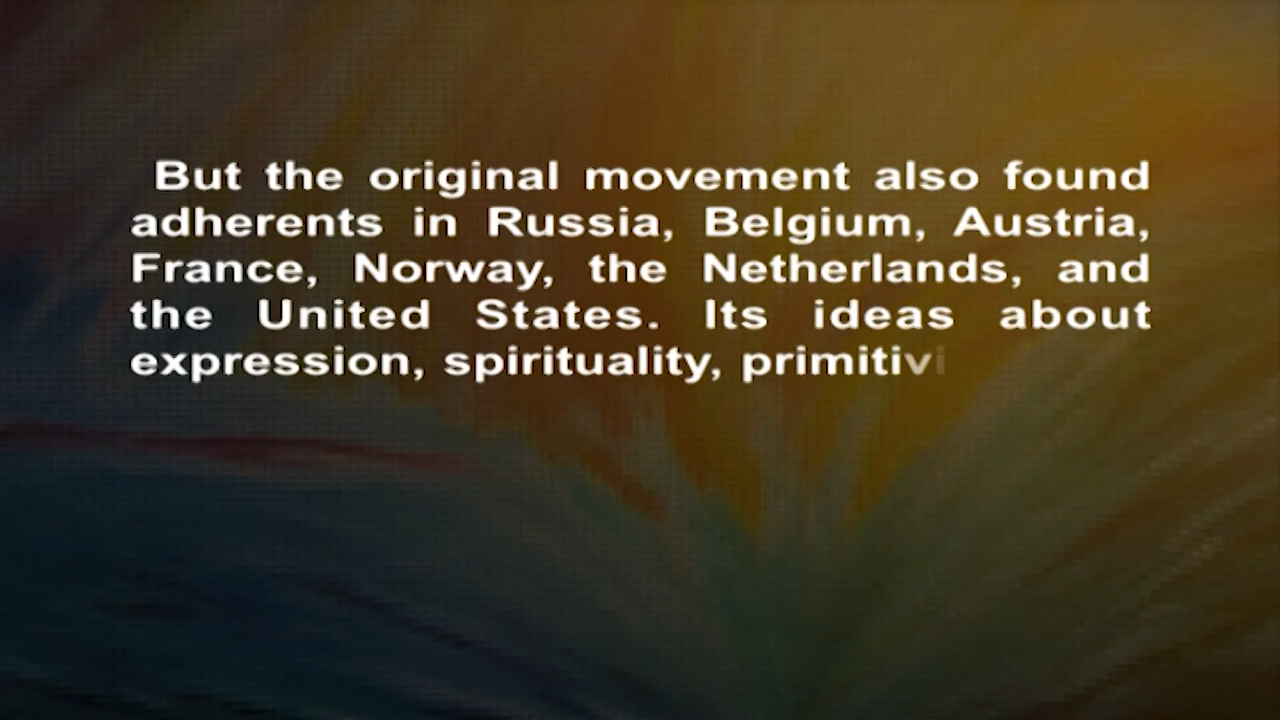 But the original movement also found
adherents in Russia, Belgium, Austria,
France, Norway, the Netherlands, and
the United States. Its ideas about
expression, spirituality, primitivi